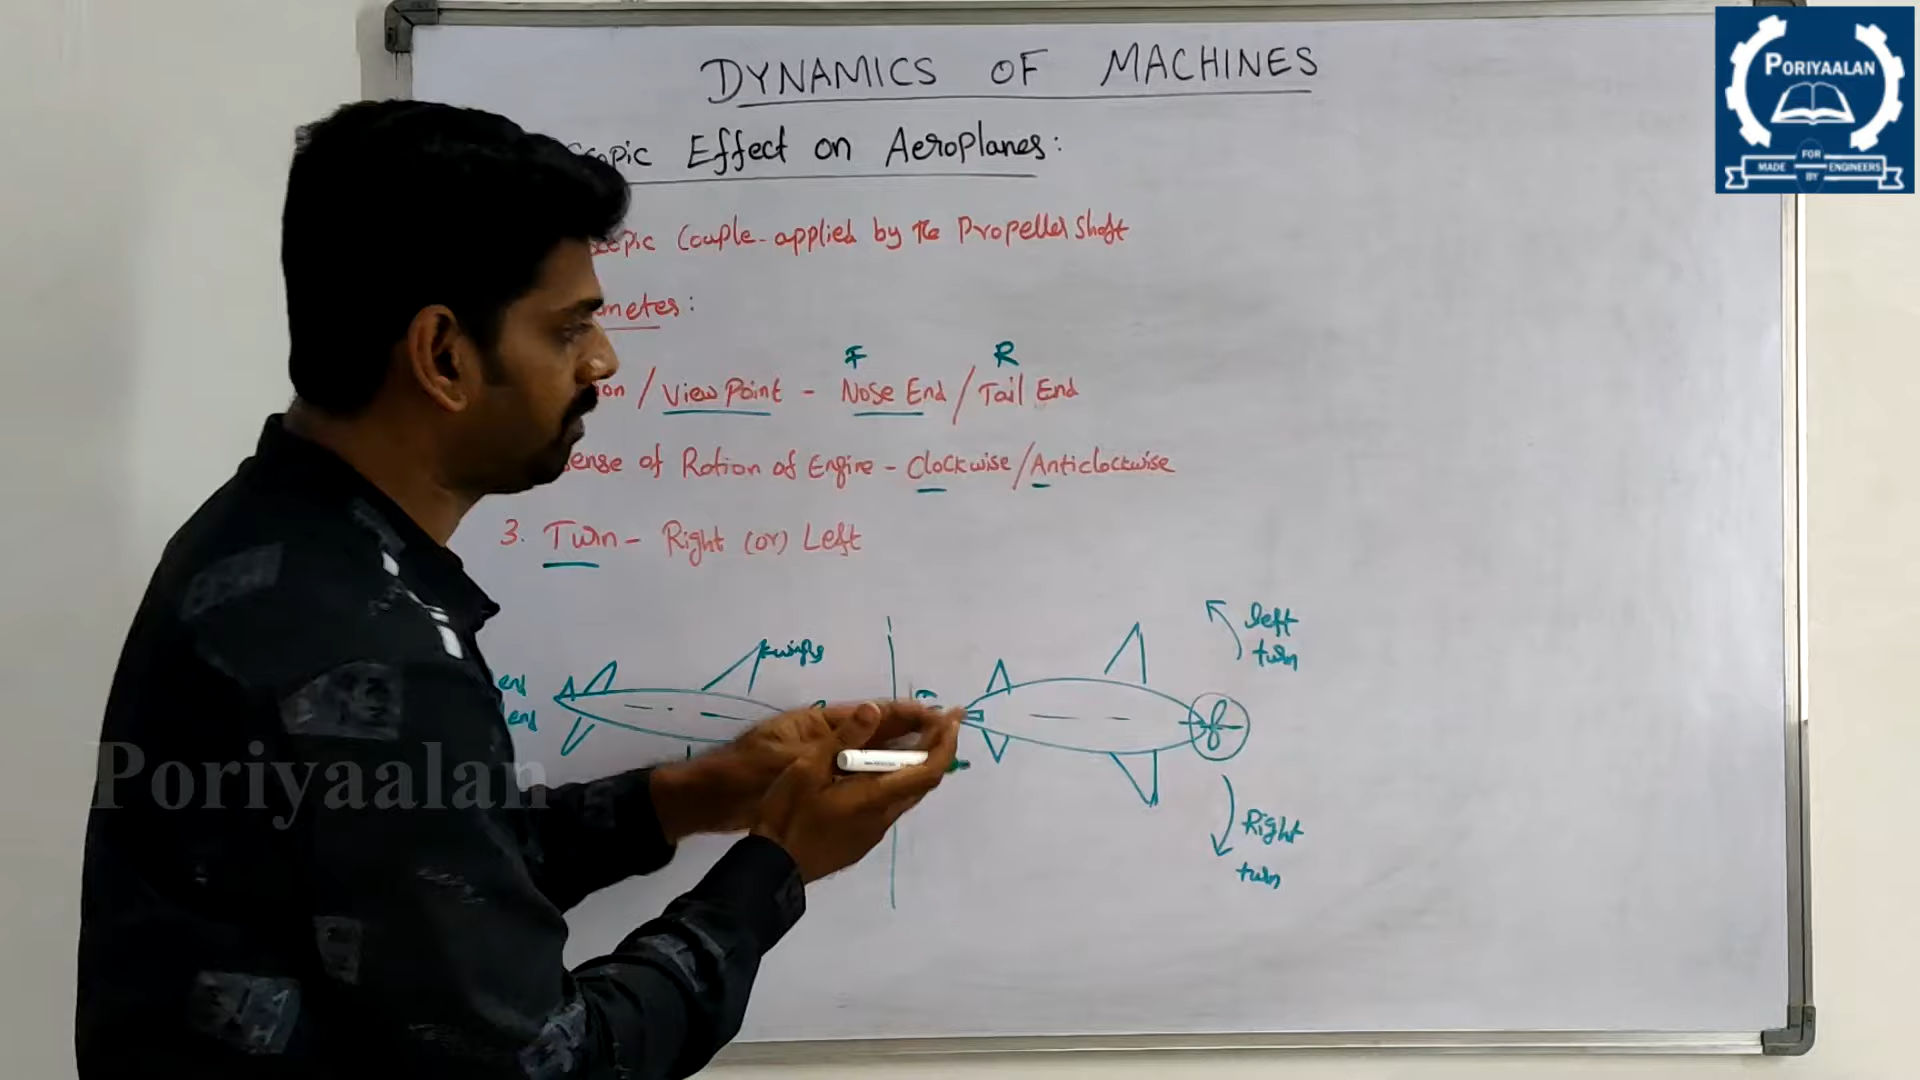 DYNAMICS OF MACHINES
Effect on Aeroplanes:
Couple - applied by the Propeller Shaft
F R
/ View Point - Nose End / Tail End
Sense of Rotion of Engine - Clockwise / Anticlockwise
3. Turn - Right (or) Left
left
turn
Right
turn
PORIYAALAN
MADE FOR BY ENGINEERS
Poriyaalan